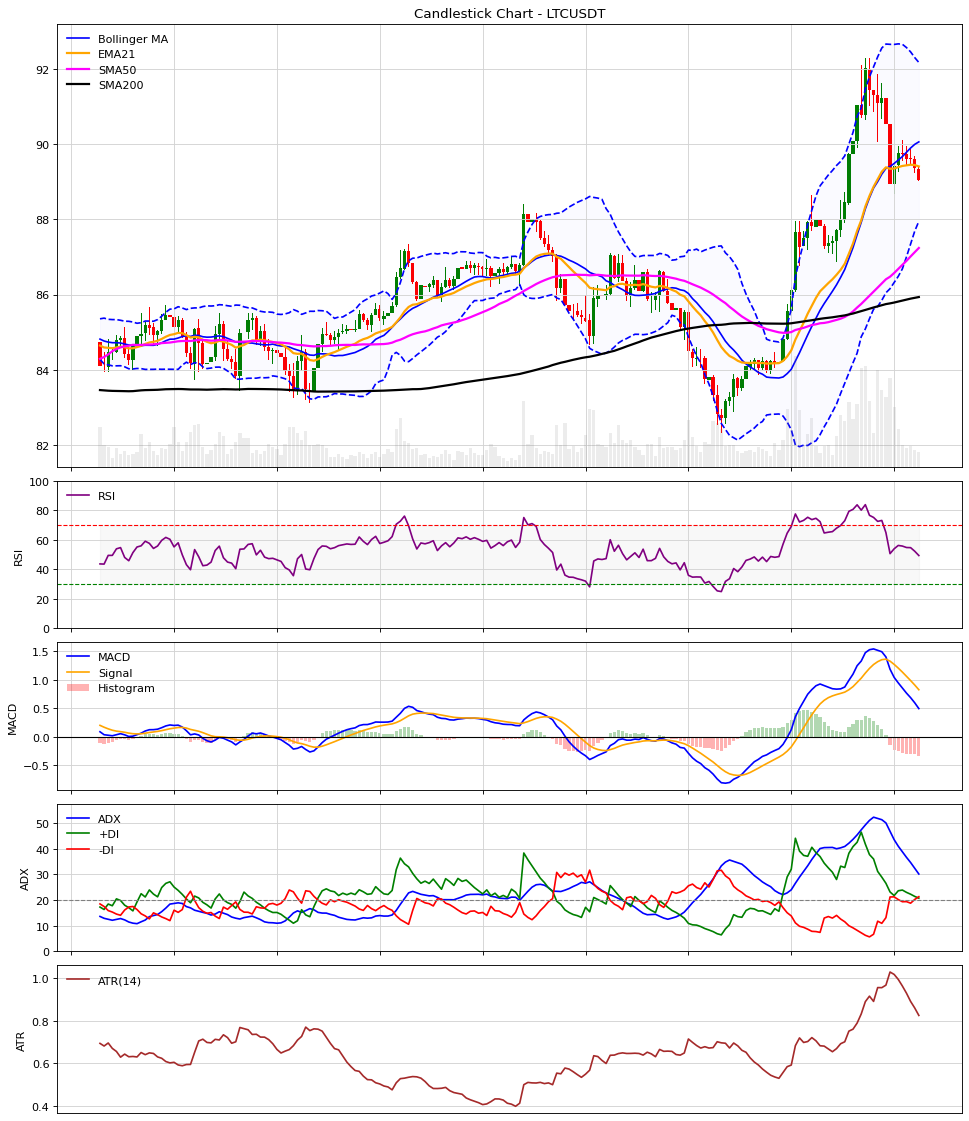 Candlestick Chart - LTCUSDT
Bollinger MA
EMA21
SMA50
SMA200
92
90
88
86
84
82
RSI
100
80
60
40
20
0
RSI
MACD
Signal
Histogram
1.5
1.0
0.5
0.0
−0.5
MACD
ADX
+DI
-DI
50
40
30
20
10
0
ADX
ATR(14)
1.0
0.8
0.6
0.4
ATR